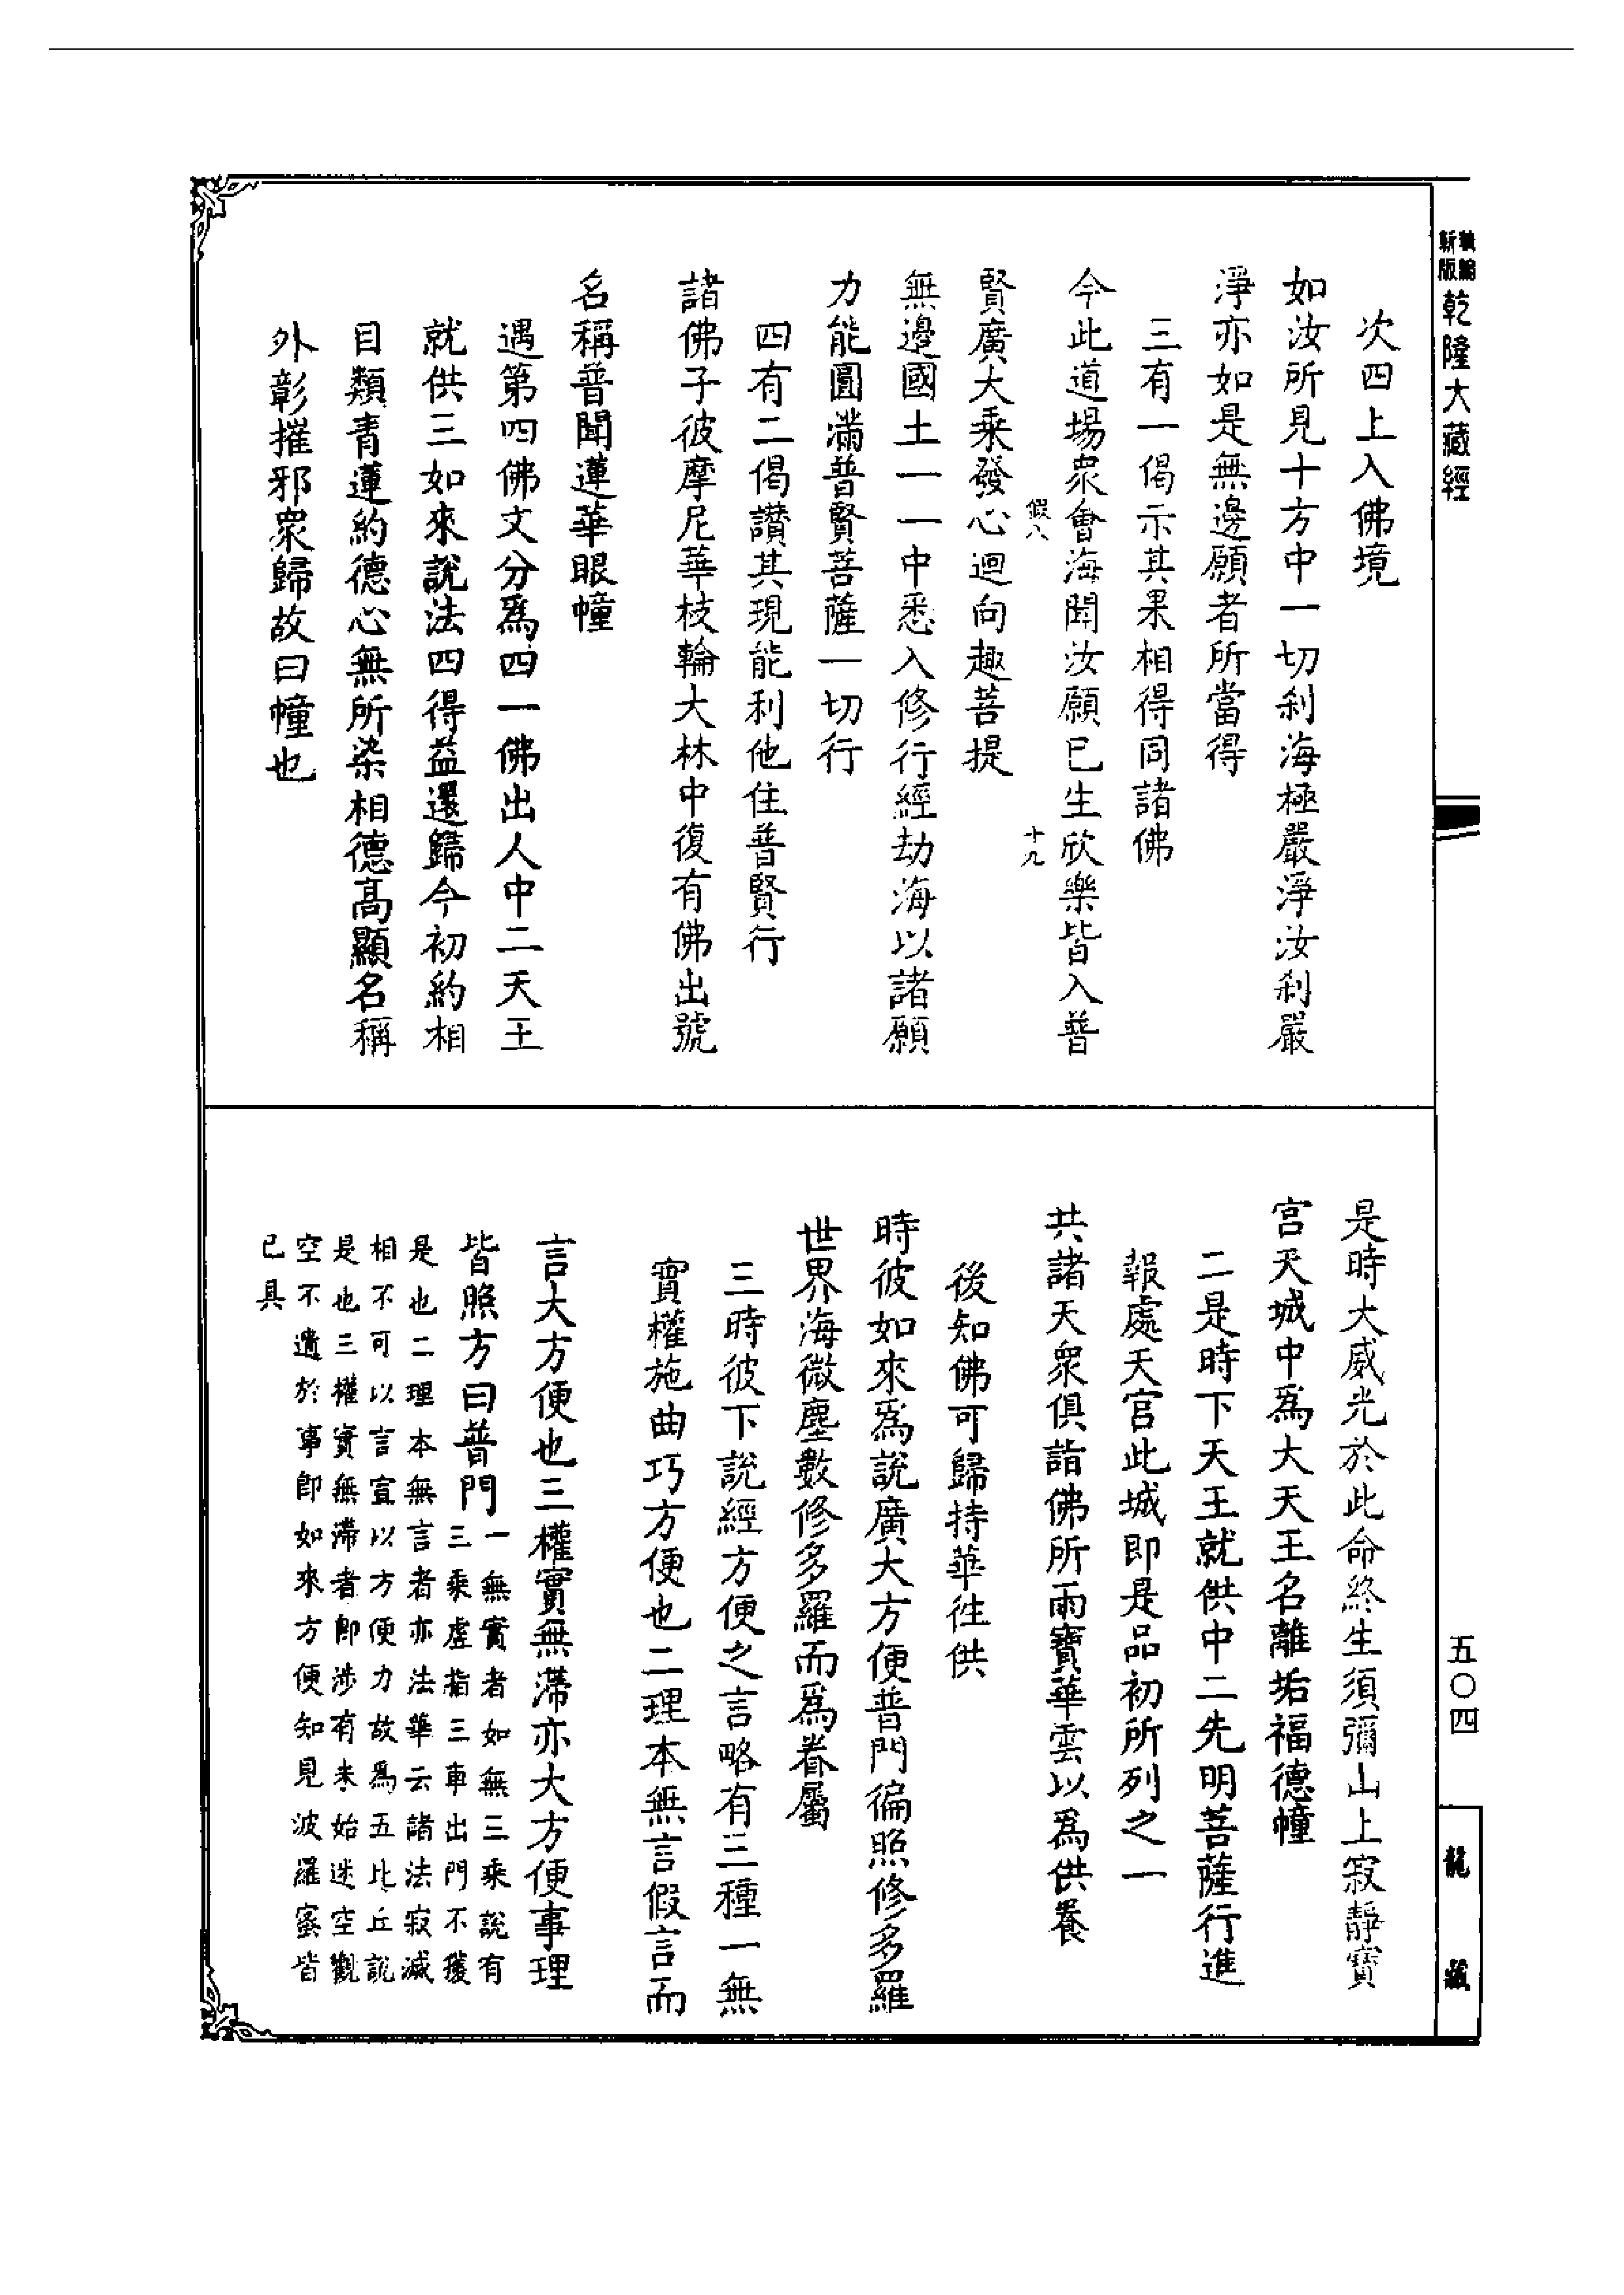 新版
乾隆大藏經
次四上入佛境
如汝所見十方中一切刹海極嚴淨汝刹嚴
淨亦如是無邊願者所當得
三有一偈示其果相得同諸佛
今此道場衆會海聞汝願已生欣樂皆入普
假八
十九
賢廣大乘發心迴向趣菩提
無邊國土一一中悉入修行經劫海以諸願
力能圓滿普賢菩薩一切行
四有二偈讚其現能利他住普賢行
諸佛子彼摩尼華枝輪大林中復有佛出號
名稱普聞蓮華眼幢
遇第四佛文分爲四一佛出人中二天王
就供三如來說法四得益還歸今初約相
目類青蓮約德心無所染相德高顯名稱
外彰摧邪衆歸故曰幢也
五〇四
龍藏
是時大威光於此命終生須彌山上寂靜寶
宮天城中爲大天王名離垢福德幢
二是時下天王就供中二先明菩薩行進
報處天宮此城即是品初所列之一
共諸天衆俱詣佛所雨寶華雲以爲供養
後知佛可歸持華往供
時彼如來爲說廣大方便普門徧照修多羅
世界海微塵數修多羅而爲眷屬
三時彼下說經方便之言略有三種一無
實權施曲巧方便也二理本無言假言而
言大方便也三權實無滯亦大方便事理
皆照方曰普門一無實者如無三乘說有
三乘虛指三車出門不獲
是也二理本無言者亦法華云諸法寂滅
相不可以言宣以方便力故爲五比丘說
是也三權實無滯者即涉有未始迷空觀
空不遺於事即如來方便知見波羅蜜皆
已具